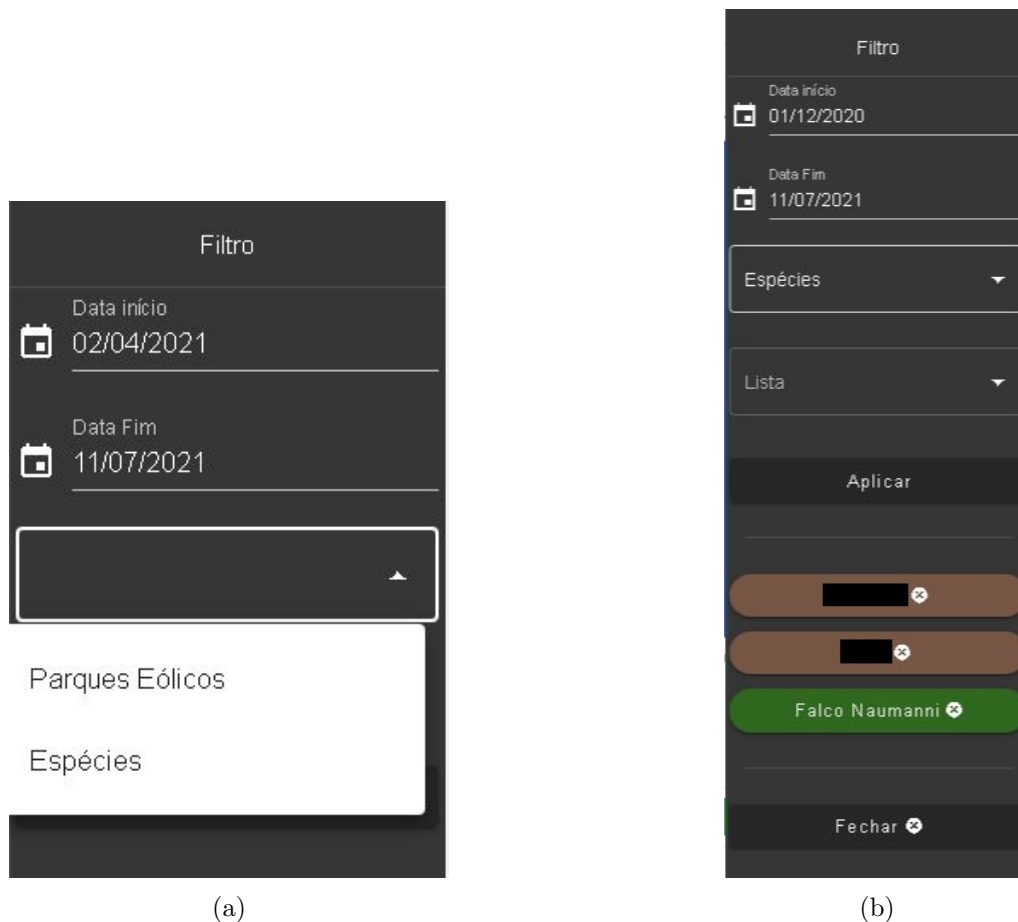 Filtro
Data início
02/04/2021
Data Fim
11/07/2021
Parques Eólicos
Espécies
(a)
Filtro
Data início
01/12/2020
Data Fim
11/07/2021
Espécies
Lista
Aplicar
Falco Naumanni
Fechar
(b)